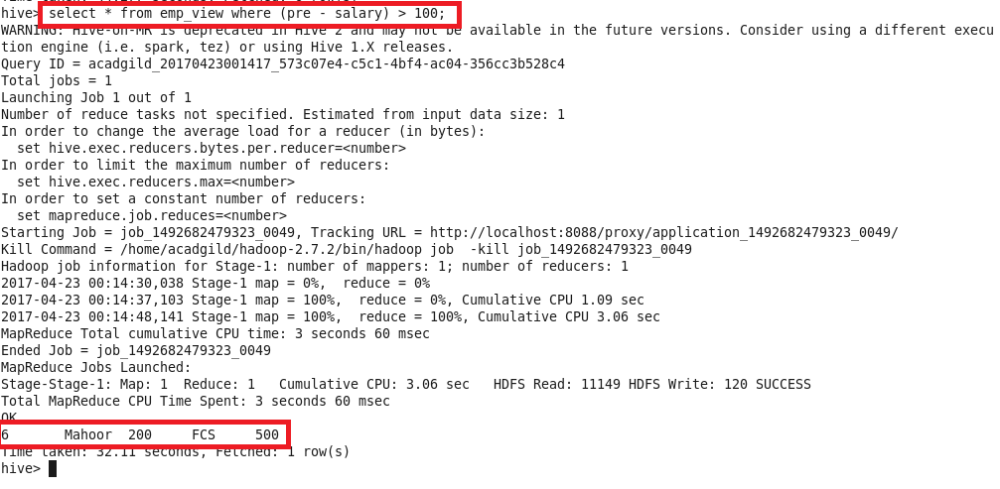 hive> select * from emp_view where (pre - salary) > 100;
WARNING: Hive-on-MR is deprecated in Hive 2 and may not be available in the future versions. Consider using a different execu
tion engine (i.e. spark, tez) or using Hive 1.X releases.
Query ID = acadgild_20170423001417_573c07e4-c5c1-4bf4-ac04-356cc3b528c4
Total jobs = 1
Launching Job 1 out of 1
Number of reduce tasks not specified. Estimated from input data size: 1
In order to change the average load for a reducer (in bytes):
  set hive.exec.reducers.bytes.per.reducer=<number>
In order to limit the maximum number of reducers:
  set hive.exec.reducers.max=<number>
In order to set a constant number of reducers:
  set mapreduce.job.reduces=<number>
Starting Job = job_1492682479323_0049, Tracking URL = http://localhost:8088/proxy/application_1492682479323_0049/
Kill Command = /home/acadgild/hadoop-2.7.2/bin/hadoop job  -kill job_1492682479323_0049
Hadoop job information for Stage-1: number of mappers: 1; number of reducers: 1
2017-04-23 00:14:30,038 Stage-1 map = 0%,  reduce = 0%
2017-04-23 00:14:37,103 Stage-1 map = 100%,  reduce = 0%, Cumulative CPU 1.09 sec
2017-04-23 00:14:48,141 Stage-1 map = 100%,  reduce = 100%, Cumulative CPU 3.06 sec
MapReduce Total cumulative CPU time: 3 seconds 60 msec
Ended Job = job_1492682479323_0049
MapReduce Jobs Launched:
Stage-Stage-1: Map: 1  Reduce: 1   Cumulative CPU: 3.06 sec   HDFS Read: 11149 HDFS Write: 120 SUCCESS
Total MapReduce CPU Time Spent: 3 seconds 60 msec
OK
6       Mahoor  200     FCS     500
Time taken: 32.11 seconds, Fetched: 1 row(s)
hive>